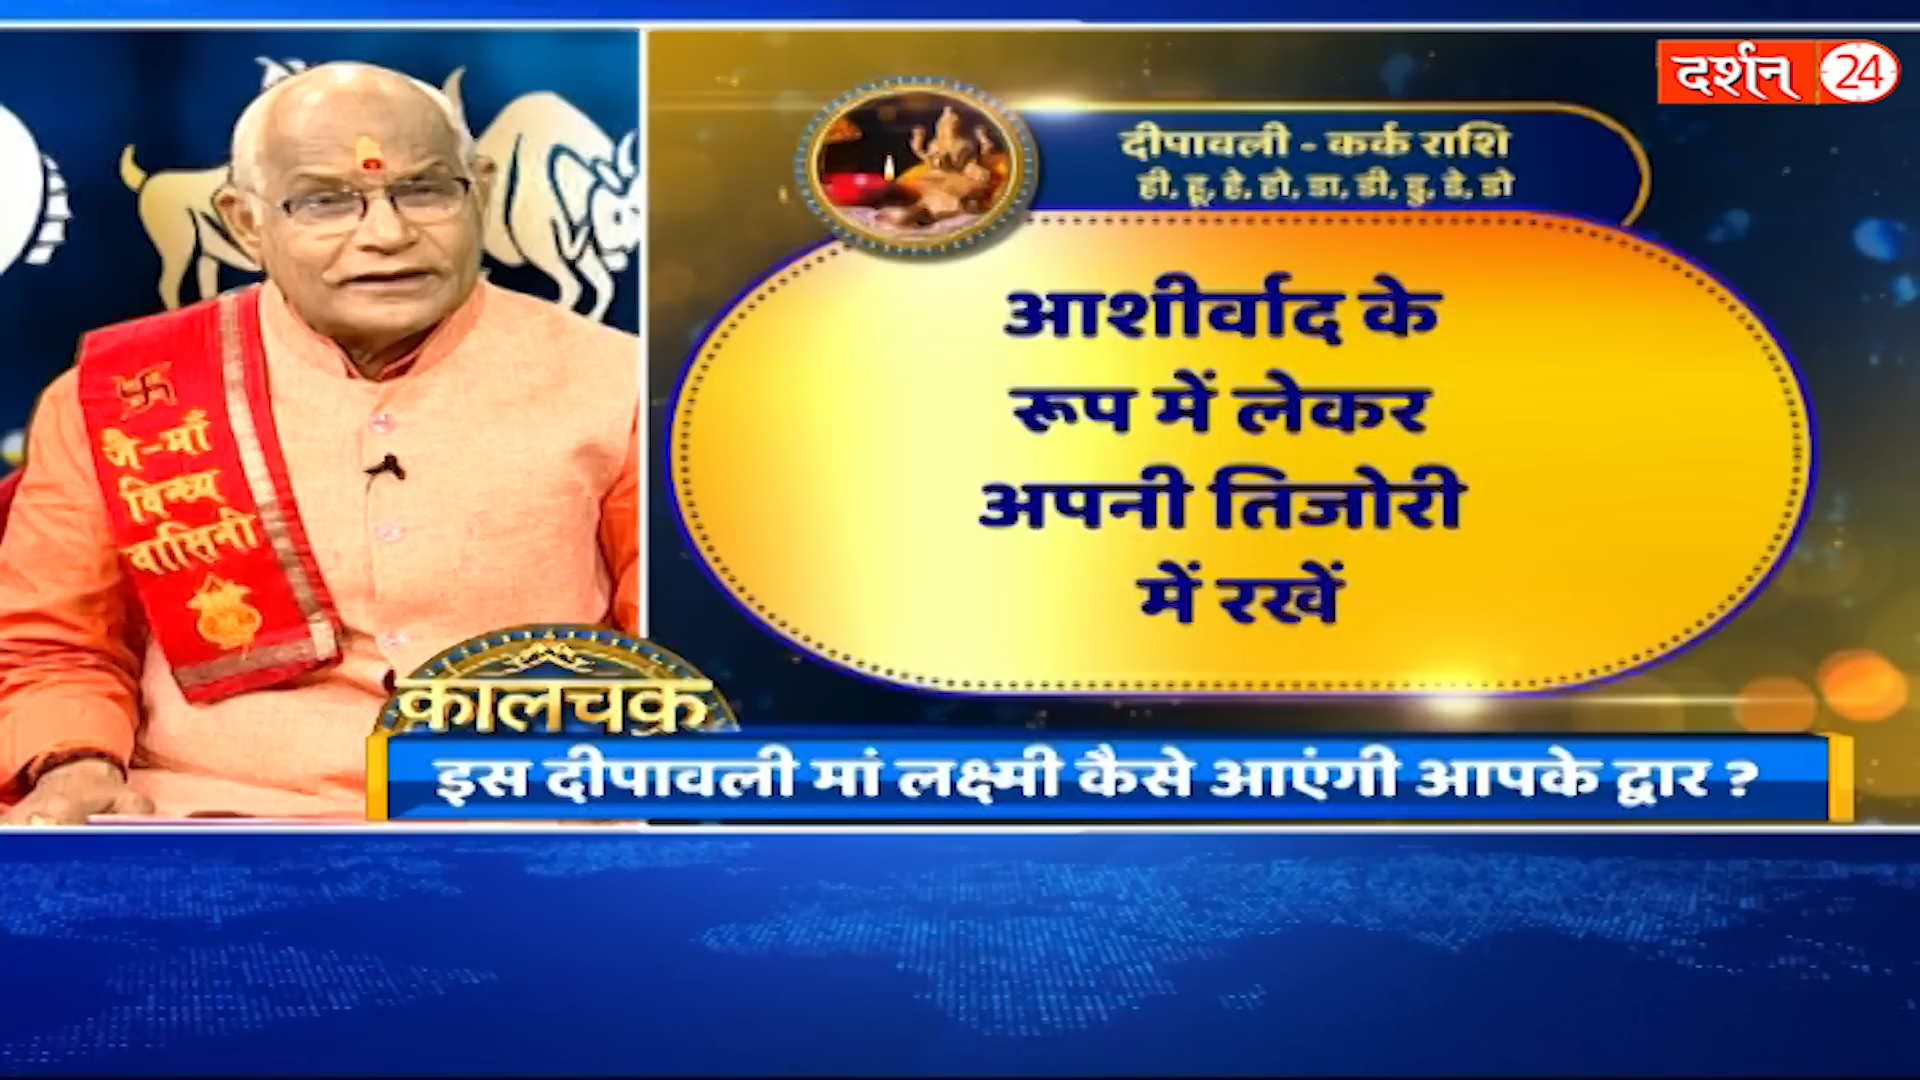 दर्शन 24
दीपावली - कर्क राशि
ही, हू, हे, हो, डा, डी, डु, डे, डो
आशीर्वाद के
रूप में लेकर
अपनी तिजोरी
में रखें
जै-माँ
विन्ध्य
वासिनी
कालचक्र
इस दीपावली मां लक्ष्मी कैसे आएंगी आपके द्वार ?